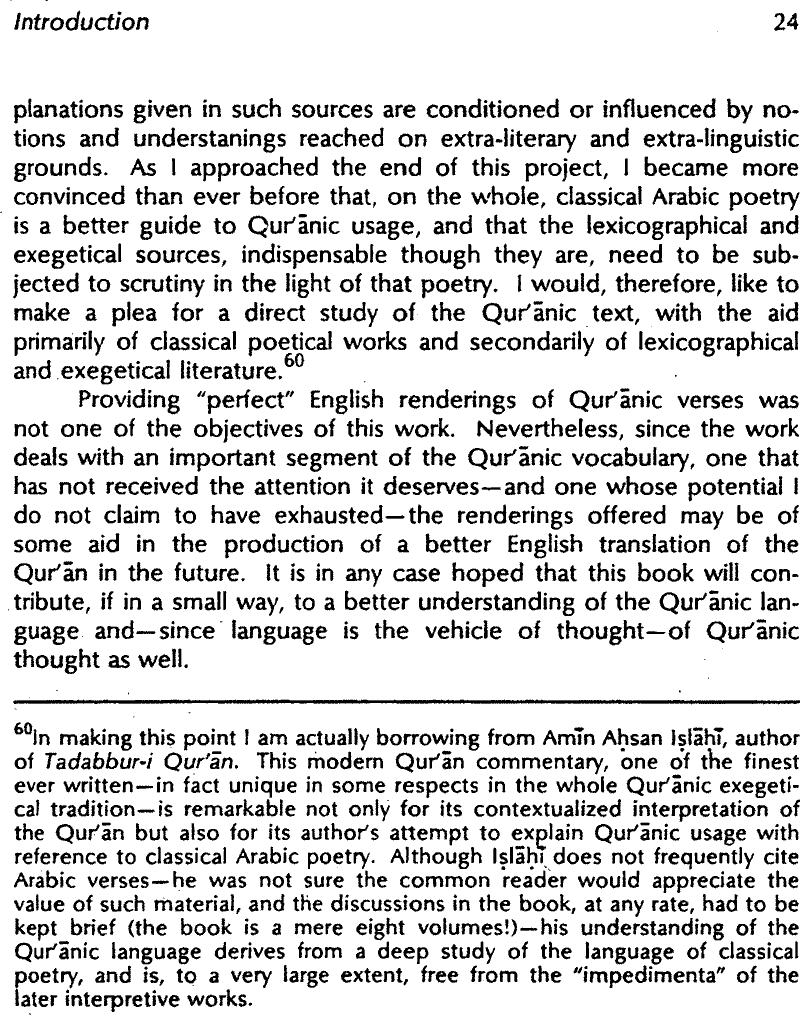 Introduction 24
planations given in such sources are conditioned or influenced by no-
tions and understanings reached on extra-literary and extra-linguistic
grounds. As I approached the end of this project, I became more
convinced than ever before that, on the whole, classical Arabic poetry
is a better guide to Qur'ānic usage, and that the lexicographical and
exegetical sources, indispensable though they are, need to be sub-
jected to scrutiny in the light of that poetry. I would, therefore, like to
make a plea for a direct study of the Qur'ānic text, with the aid
primarily of classical poetical works and secondarily of lexicographical
and exegetical literature.60
Providing "perfect" English renderings of Qur'ānic verses was
not one of the objectives of this work. Nevertheless, since the work
deals with an important segment of the Qur'ānic vocabulary, one that
has not received the attention it deserves—and one whose potential I
do not claim to have exhausted—the renderings offered may be of
some aid in the production of a better English translation of the
Qur'ān in the future. It is in any case hoped that this book will con-
tribute, if in a small way, to a better understanding of the Qur'ānic lan-
guage and—since language is the vehicle of thought—of Qur'ānic
thought as well.
60In making this point I am actually borrowing from Amīn Aḥsan Iṣlāḥī, author
of Tadabbur-i Qur'ān. This modern Qur'ān commentary, one of the finest
ever written—in fact unique in some respects in the whole Qur'ānic exegeti-
cal tradition—is remarkable not only for its contextualized interpretation of
the Qur'ān but also for its author's attempt to explain Qur'ānic usage with
reference to classical Arabic poetry. Although Iṣlāḥī does not frequently cite
Arabic verses—he was not sure the common reader would appreciate the
value of such material, and the discussions in the book, at any rate, had to be
kept brief (the book is a mere eight volumes!)—his understanding of the
Qur'ānic language derives from a deep study of the language of classical
poetry, and is, to a very large extent, free from the "impedimenta" of the
later interpretive works.